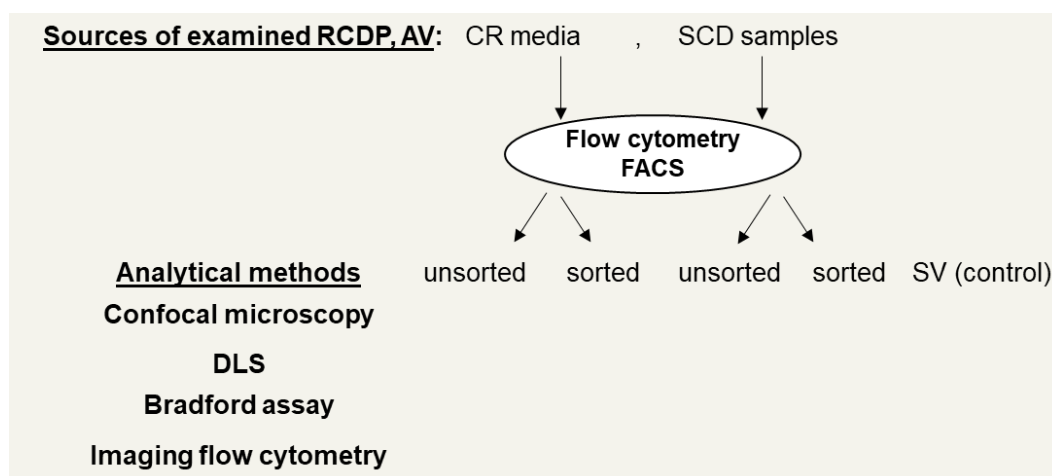 Sources of examined RCDP, AV: CR media , SCD samples
Flow cytometry
FACS
Analytical methods unsorted sorted unsorted sorted SV (control)
Confocal microscopy
DLS
Bradford assay
Imaging flow cytometry